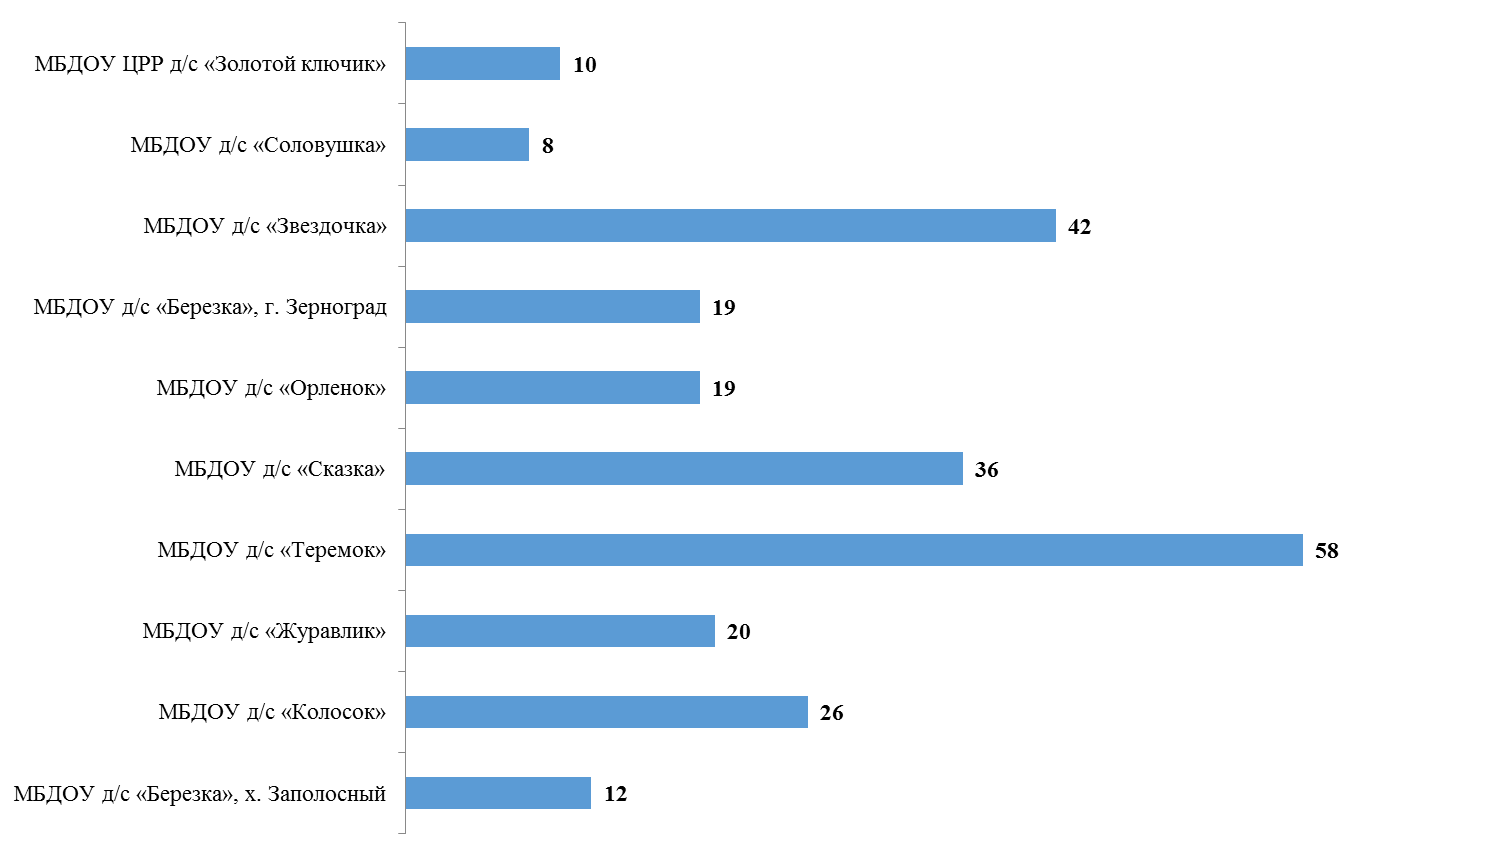 МБДОУ ЦРР д/с «Золотой ключик» 10
МБДОУ д/с «Соловушка» 8
МБДОУ д/с «Звездочка» 42
МБДОУ д/с «Березка», г. Зерноград 19
МБДОУ д/с «Орленок» 19
МБДОУ д/с «Сказка» 36
МБДОУ д/с «Теремок» 58
МБДОУ д/с «Журавлик» 20
МБДОУ д/с «Колосок» 26
МБДОУ д/с «Березка», х. Заполосный 12